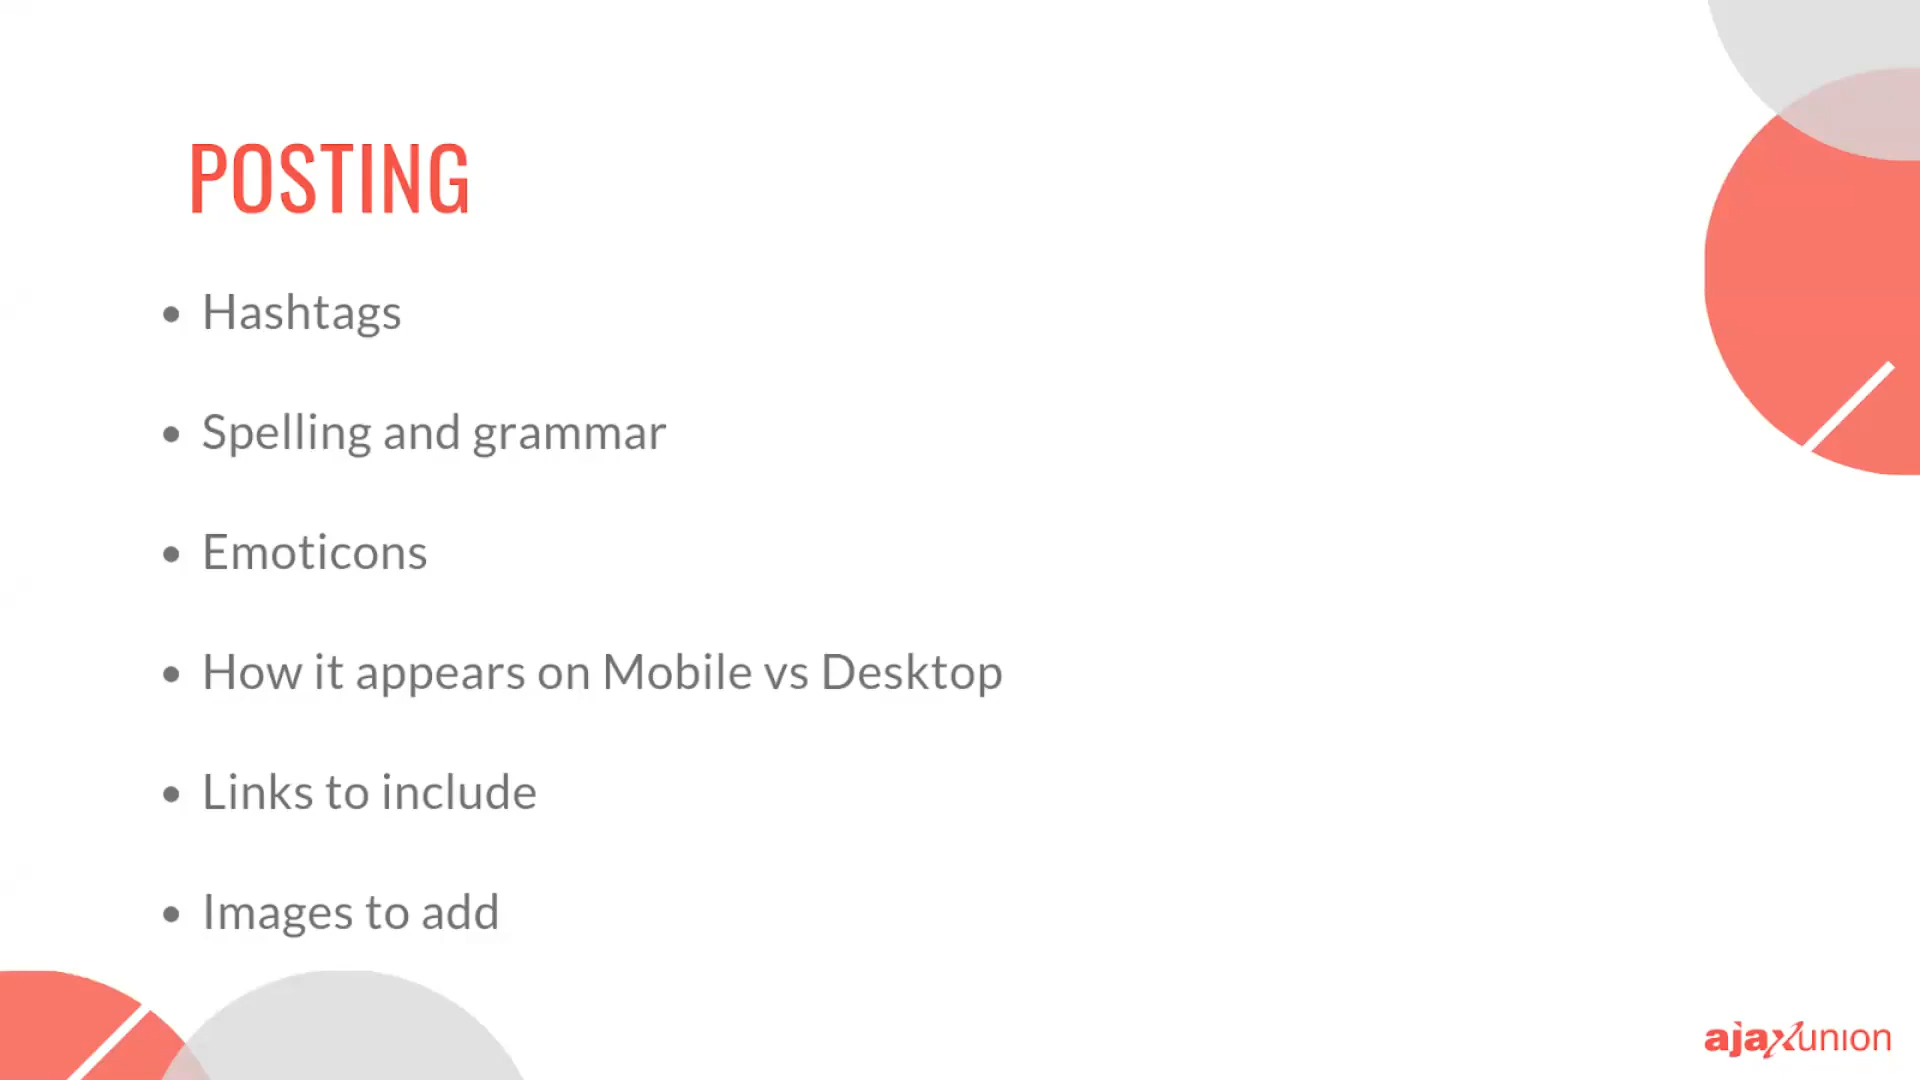 POSTING
• Hashtags
• Spelling and grammar
• Emoticons
• How it appears on Mobile vs Desktop
• Links to include
• Images to add
ajaxunion